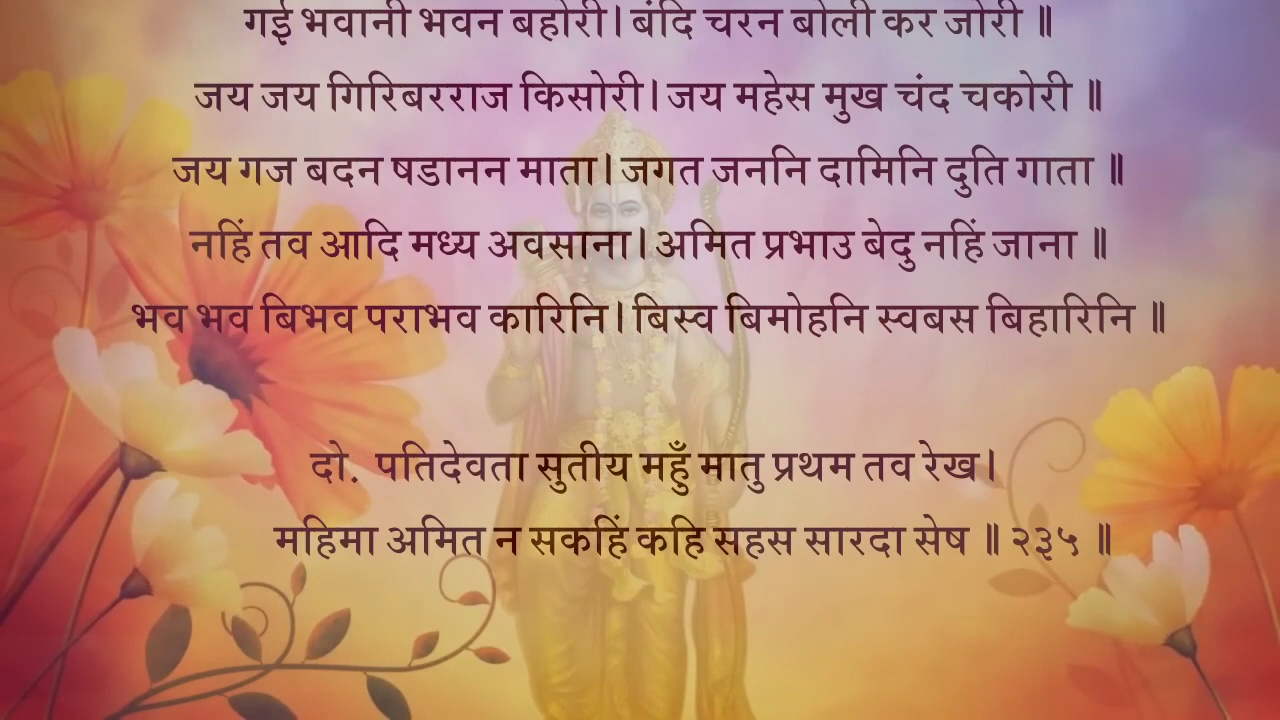 गई भवानी भवन बहोरी। बंदि चरन बोली कर जोरी ॥
जय जय गिरिबरराज किसोरी। जय महेस मुख चंद चकोरी ॥
जय गज बदन षडानन माता। जगत जननि दामिनि दुति गाता ॥
नहिं तव आदि मध्य अवसाना। अमित प्रभाउ बेदु नहिं जाना ॥
भव भव बिभव पराभव कारिनि। बिस्व बिमोहनि स्वबस बिहारिनि ॥
दो. पतिदेवता सुतीय महुँ मातु प्रथम तव रेख।
महिमा अमित न सकहिं कहि सहस सारदा सेष ॥ २३५ ॥